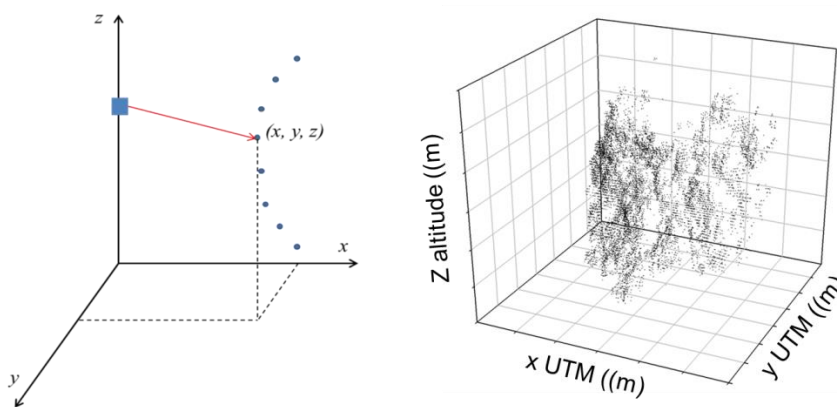 z
(x, y, z)
x
y
Z altitude ((m)
x UTM ((m)
y UTM ((m)